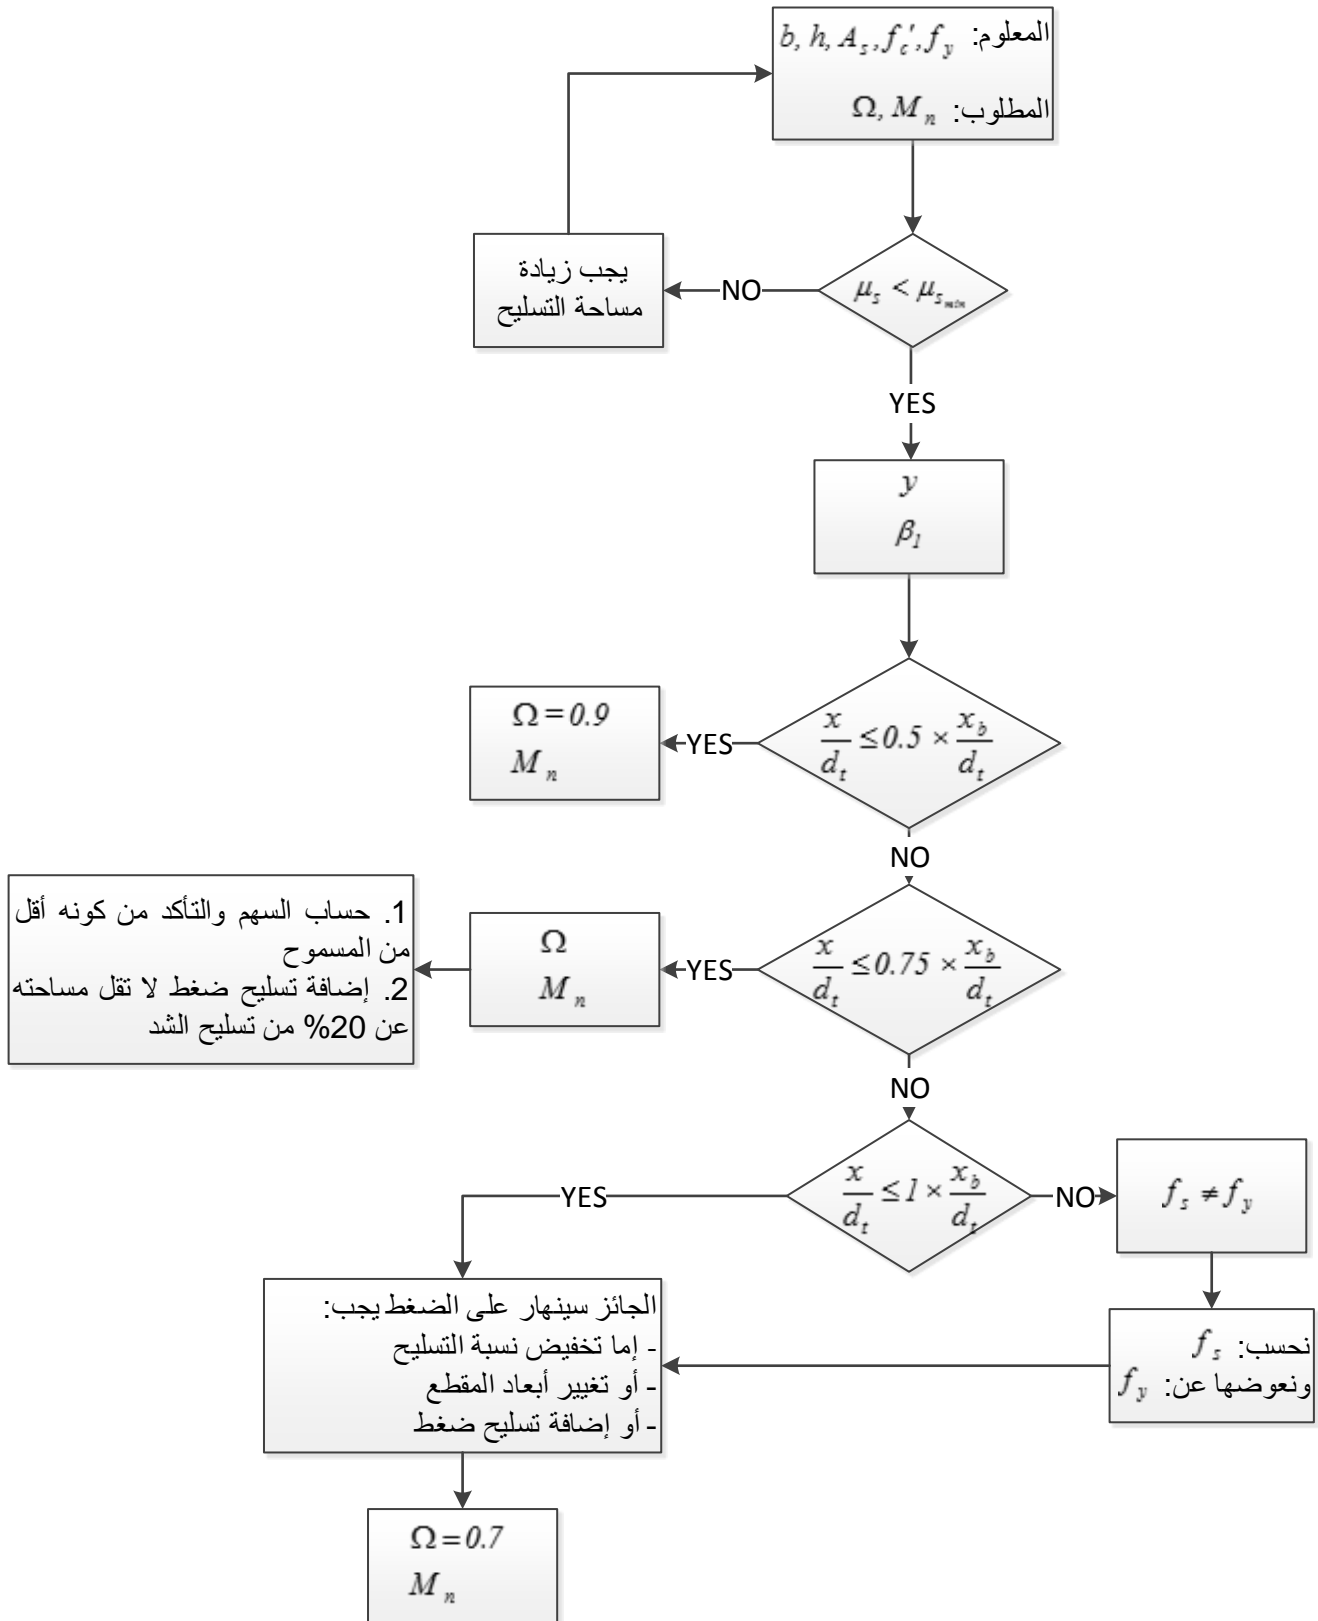 المعلوم: b, h, A_s, f_c', f_y
المطلوب: Ω, M_n
μ_s < μ_{s_min}
NO
يجب زيادة
مساحة التسليح
YES
y
β_1
x/d_t ≤ 0.5 × x_b/d_t
YES
Ω = 0.9
M_n
NO
x/d_t ≤ 0.75 × x_b/d_t
YES
Ω
M_n
1. حساب السهم والتأكد من كونه أقل
من المسموح
2. إضافة تسليح ضغط لا تقل مساحته
عن 20% من تسليح الشد
NO
x/d_t ≤ 1 × x_b/d_t
NO
f_s ≠ f_y
نحسب: f_s
ونعوضها عن: f_y
YES
الجائز سينهار على الضغط يجب:
- إما تخفيض نسبة التسليح
- أو تغيير أبعاد المقطع
- أو إضافة تسليح ضغط
Ω = 0.7
M_n